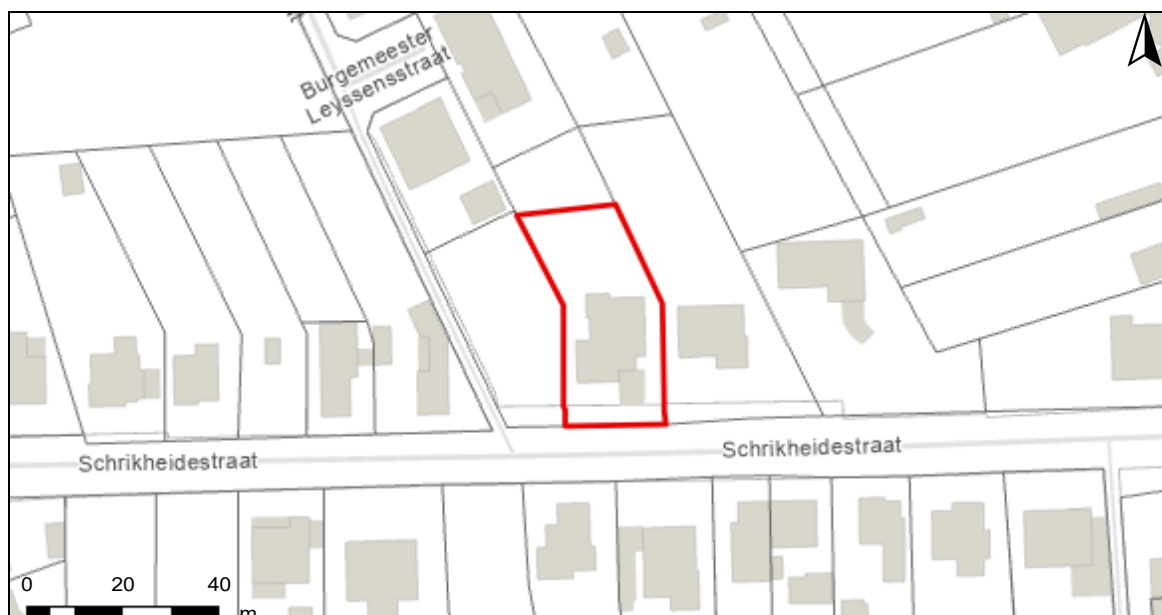 Burgemeester
Leyssensstraat
Schrikheidestraat
Schrikheidestraat
0 20 40
m